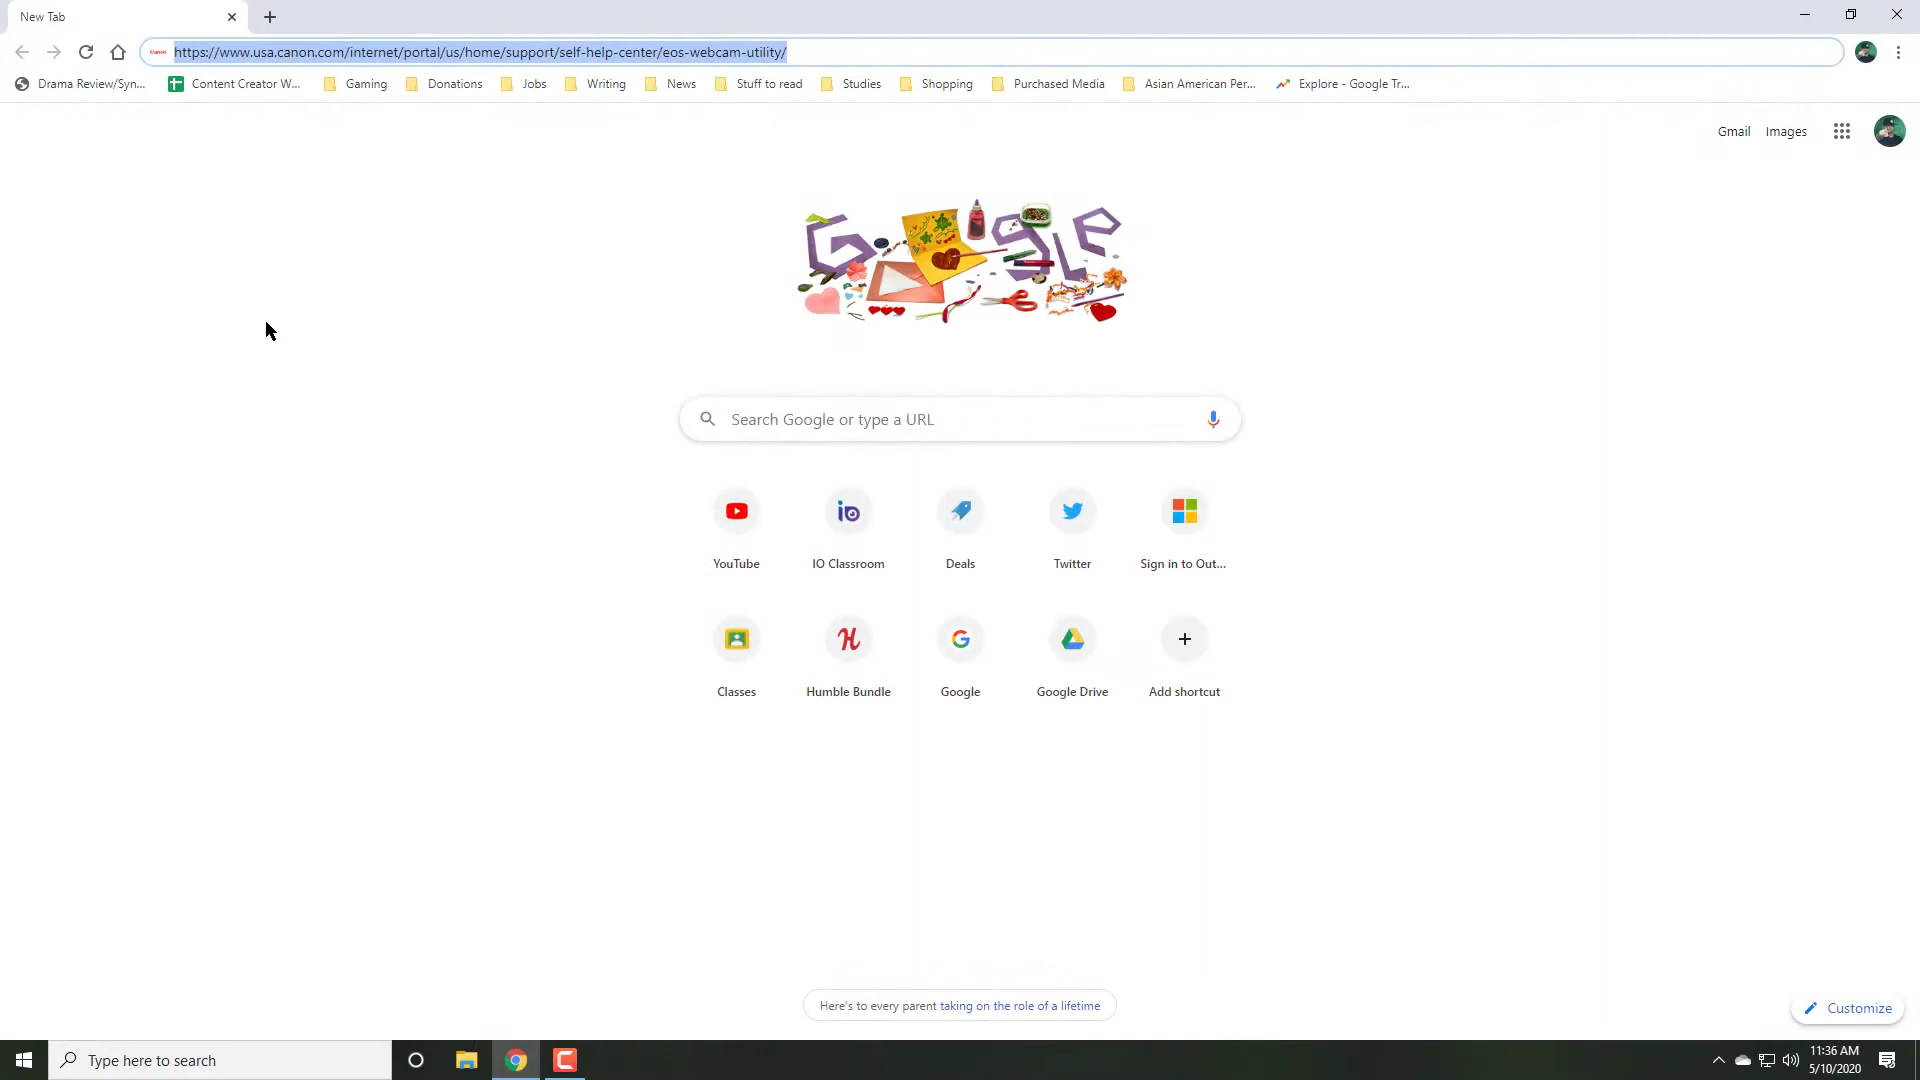 New Tab
Canon https://www.usa.canon.com/internet/portal/us/home/support/self-help-center/eos-webcam-utility/
Drama Review/Syn... Content Creator W... Gaming Donations Jobs Writing News Stuff to read Studies Shopping Purchased Media Asian American Per... Explore - Google Tr...
Gmail Images
Search Google or type a URL
YouTube IO Classroom Deals Twitter Sign in to Out...
Classes Humble Bundle Google Google Drive Add shortcut
Here's to every parent taking on the role of a lifetime
Customize
Type here to search
11:36 AM
5/10/2020